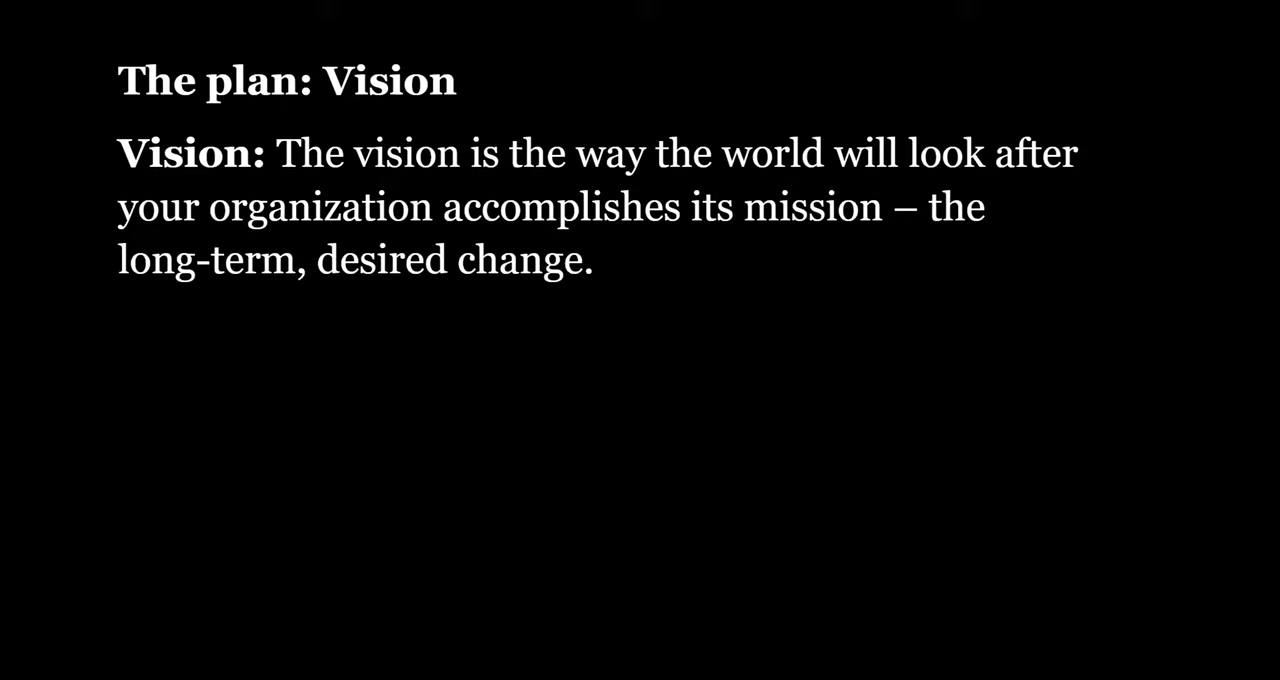 The plan: Vision
Vision: The vision is the way the world will look after
your organization accomplishes its mission – the
long-term, desired change.